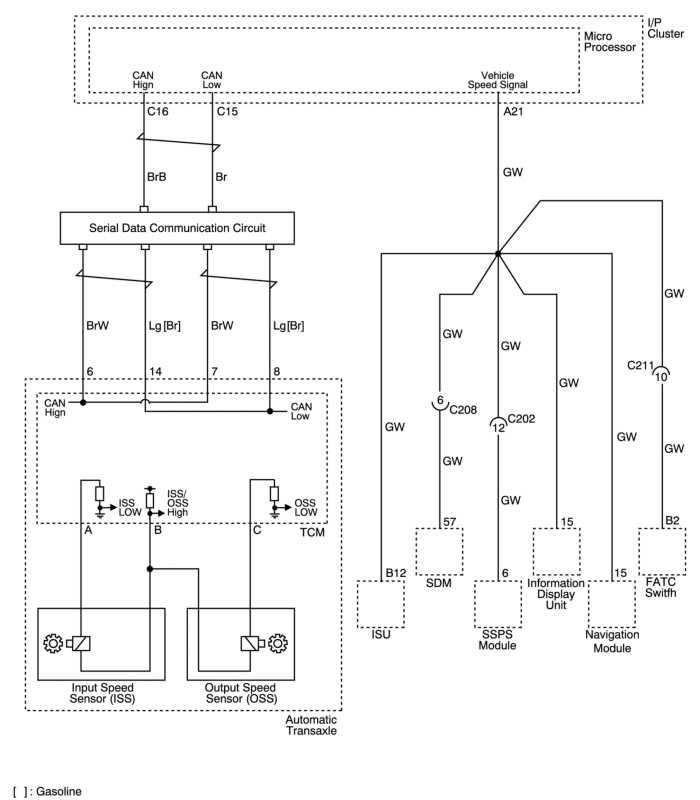 I/P
Cluster
Micro
Processor
CAN
Hign
CAN
Low
Vehicle
Speed Signal
C16
C15
A21
BrB
Br
GW
Serial Data Communication Circuit
BrW
Lg [Br]
BrW
Lg [Br]
GW
GW
GW
GW
GW
GW
C211
10
6
C208
C202
12
GW
GW
GW
GW
6
14
7
8
CAN
Hign
CAN
Low
ISS
LOW
ISS/
OSS
High
OSS
LOW
A
B
C
TCM
57
15
B2
B12
6
15
SDM
Information
Display
Unit
FATC
Switfh
ISU
SSPS
Module
Navigation
Module
Input Speed
Sensor (ISS)
Output Speed
Sensor (OSS)
Automatic
Transaxle
[ ] : Gasoline